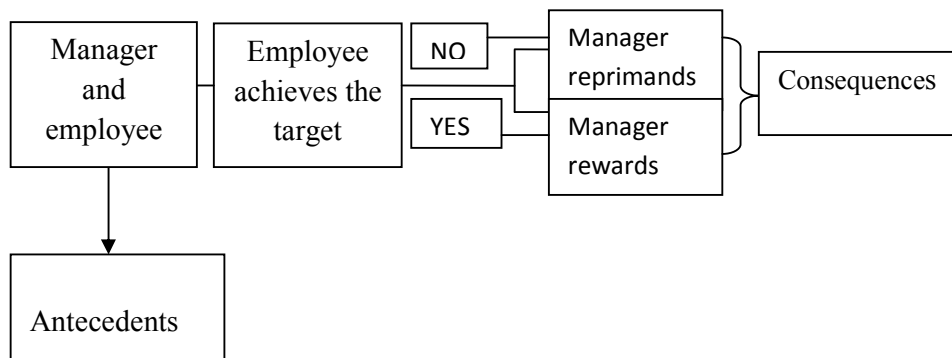 Manager
and
employee
Employee
achieves the
target
NO
YES
Manager
reprimands
Manager
rewards
Consequences
Antecedents